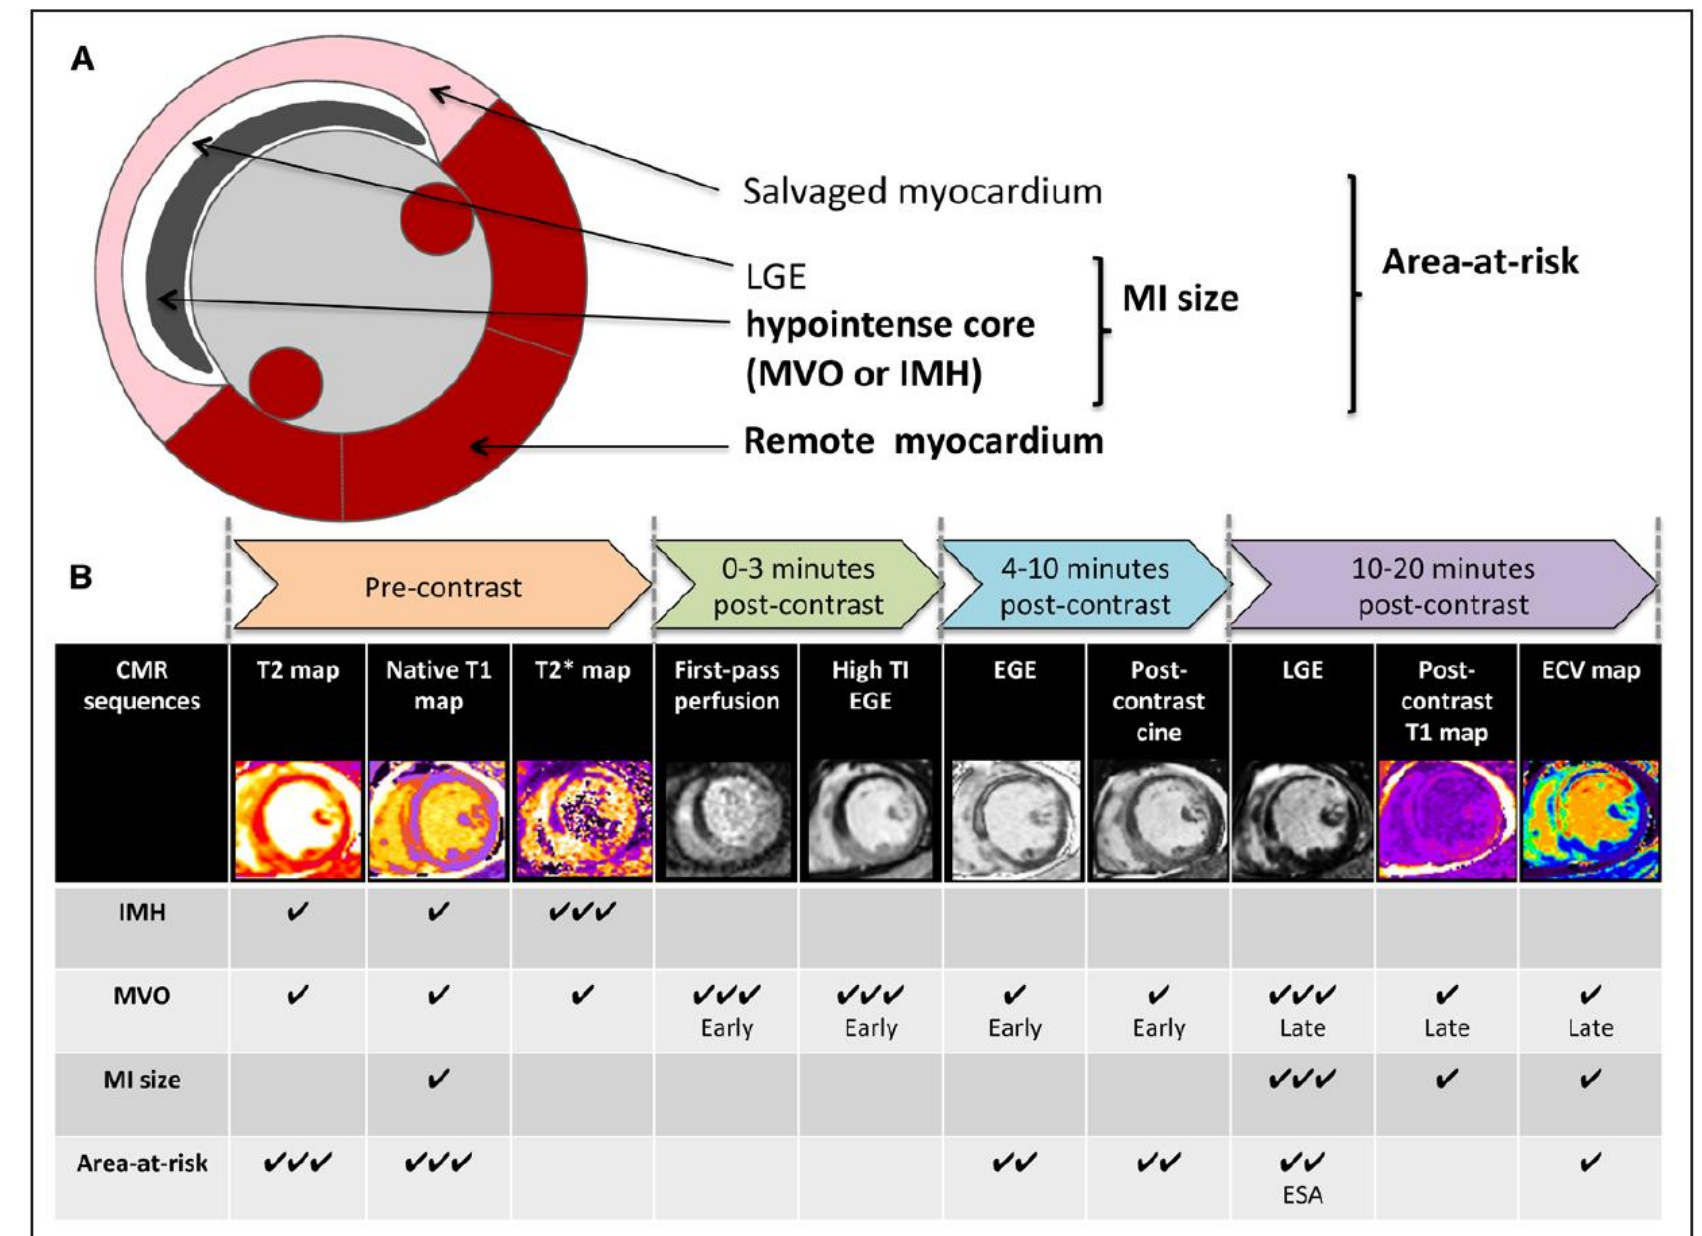 A
Salvaged myocardium
LGE
hypointense core
(MVO or IMH)
MI size
Area-at-risk
Remote myocardium
B
Pre-contrast
0-3 minutes
post-contrast
4-10 minutes
post-contrast
10-20 minutes
post-contrast
CMR
sequences
T2 map
Native T1
map
T2* map
First-pass
perfusion
High TI
EGE
EGE
Post-
contrast
cine
LGE
Post-
contrast
T1 map
ECV map
IMH
✓ ✓ ✓✓✓
MVO
✓ ✓ ✓ ✓✓✓ ✓✓✓ ✓ ✓ ✓✓✓ ✓ ✓
Early Early Early Early Late Late Late
MI size
✓ ✓✓✓ ✓ ✓
Area-at-risk
✓✓✓ ✓✓✓ ✓✓ ✓✓ ✓✓ ✓
ESA